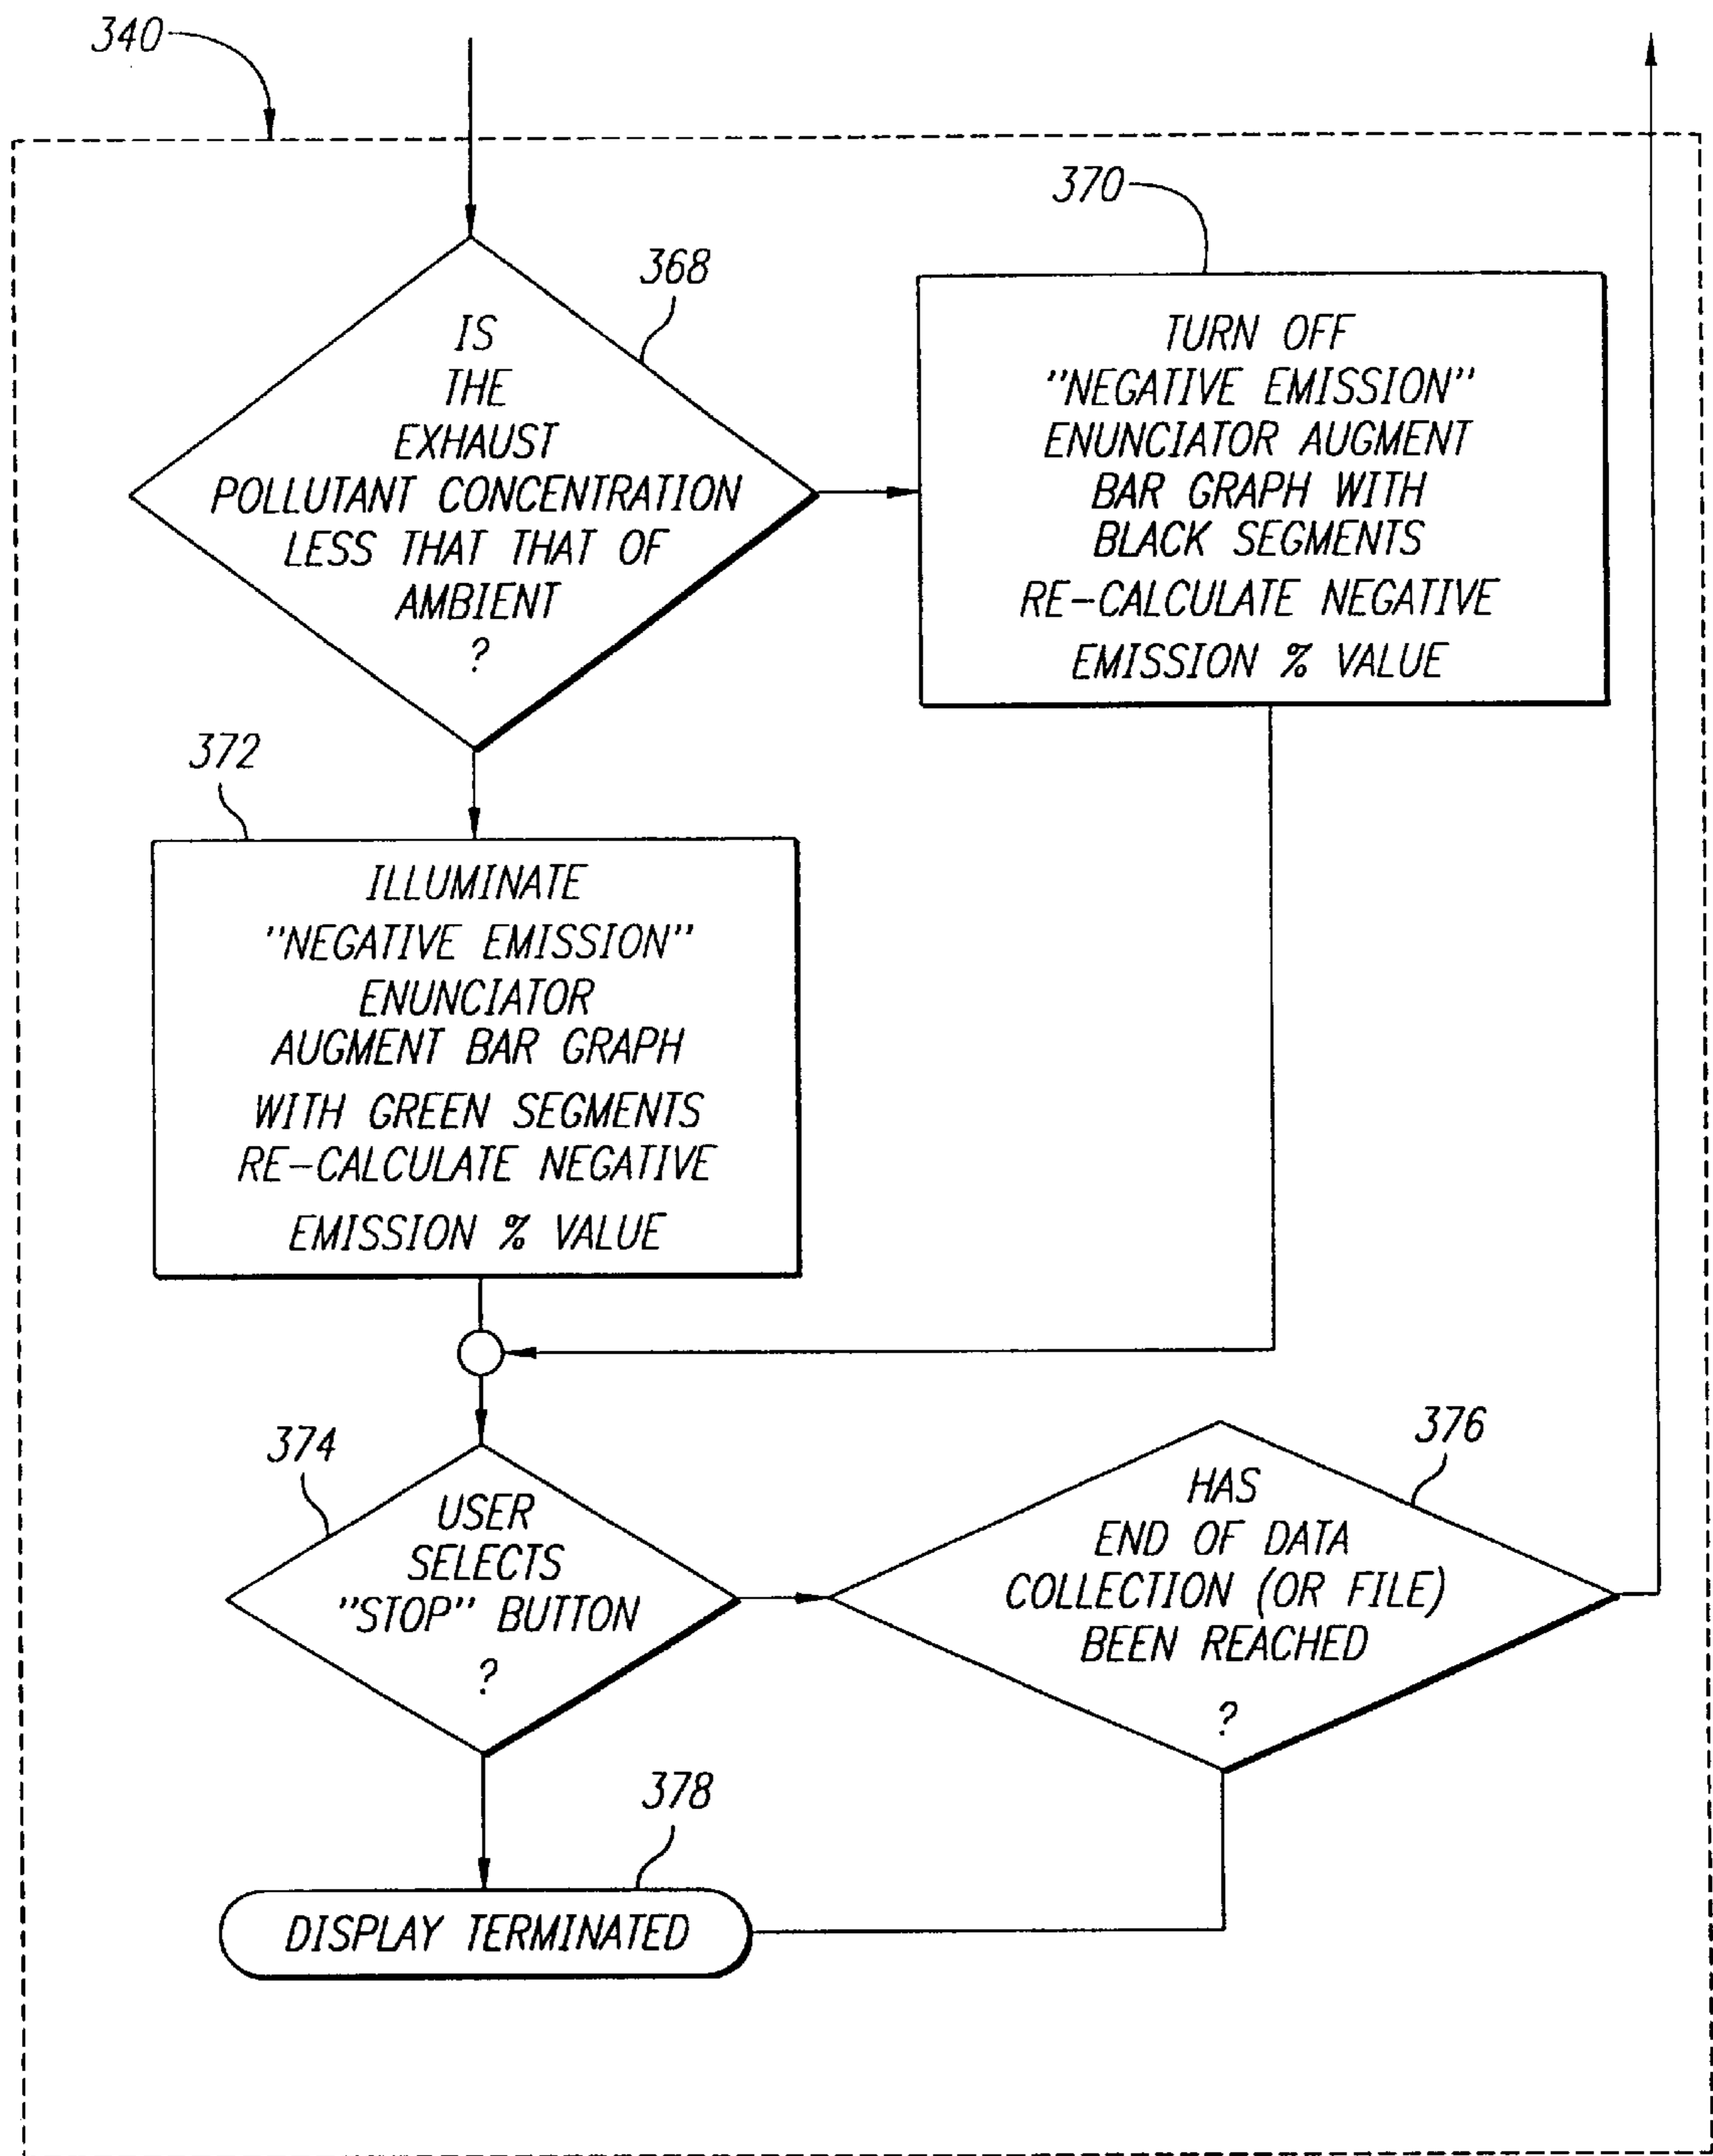 340
370
368
IS
THE
EXHAUST
POLLUTANT CONCENTRATION
LESS THAT THAT OF
AMBIENT
?
TURN OFF
"NEGATIVE EMISSION"
ENUNCIATOR AUGMENT
BAR GRAPH WITH
BLACK SEGMENTS
RE-CALCULATE NEGATIVE
EMISSION % VALUE
372
ILLUMINATE
"NEGATIVE EMISSION"
ENUNCIATOR
AUGMENT BAR GRAPH
WITH GREEN SEGMENTS
RE-CALCULATE NEGATIVE
EMISSION % VALUE
374
USER
SELECTS
"STOP" BUTTON
?
376
HAS
END OF DATA
COLLECTION (OR FILE)
BEEN REACHED
?
378
DISPLAY TERMINATED